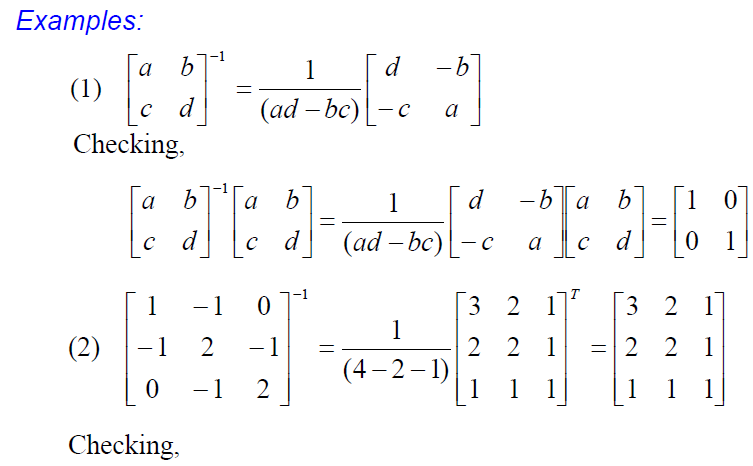 Examples:
(1) \begin{bmatrix} a & b \\ c & d \end{bmatrix}^{-1} = \frac{1}{(ad-bc)} \begin{bmatrix} d & -b \\ -c & a \end{bmatrix}
Checking,
\begin{bmatrix} a & b \\ c & d \end{bmatrix}^{-1} \begin{bmatrix} a & b \\ c & d \end{bmatrix} = \frac{1}{(ad-bc)} \begin{bmatrix} d & -b \\ -c & a \end{bmatrix} \begin{bmatrix} a & b \\ c & d \end{bmatrix} = \begin{bmatrix} 1 & 0 \\ 0 & 1 \end{bmatrix}
(2) \begin{bmatrix} 1 & -1 & 0 \\ -1 & 2 & -1 \\ 0 & -1 & 2 \end{bmatrix}^{-1} = \frac{1}{(4-2-1)} \begin{bmatrix} 3 & 2 & 1 \\ 2 & 2 & 1 \\ 1 & 1 & 1 \end{bmatrix}^{T} = \begin{bmatrix} 3 & 2 & 1 \\ 2 & 2 & 1 \\ 1 & 1 & 1 \end{bmatrix}
Checking,